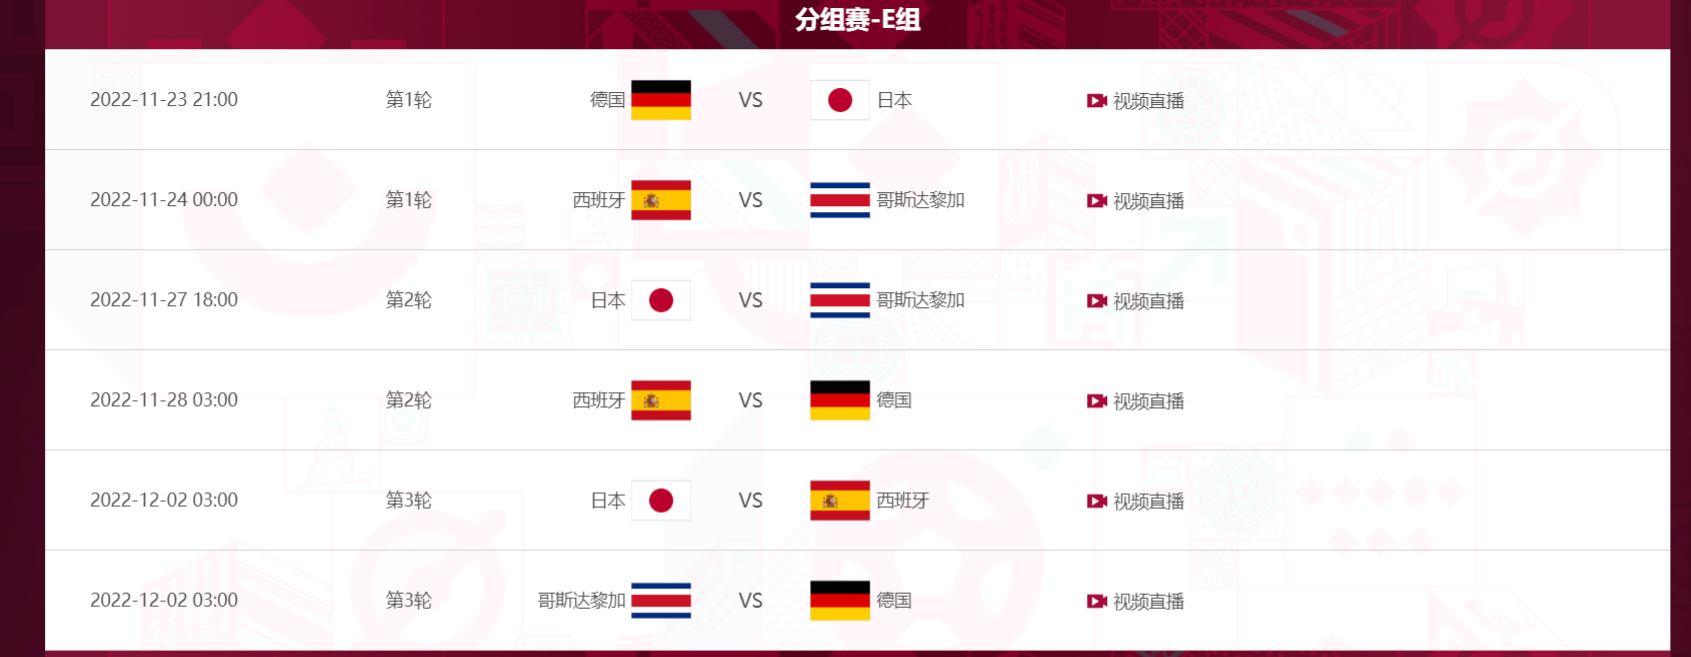 分组赛-E组
2022-11-23 21:00 第1轮 德国 VS 日本 视频直播
2022-11-24 00:00 第1轮 西班牙 VS 哥斯达黎加 视频直播
2022-11-27 18:00 第2轮 日本 VS 哥斯达黎加 视频直播
2022-11-28 03:00 第2轮 西班牙 VS 德国 视频直播
2022-12-02 03:00 第3轮 日本 VS 西班牙 视频直播
2022-12-02 03:00 第3轮 哥斯达黎加 VS 德国 视频直播